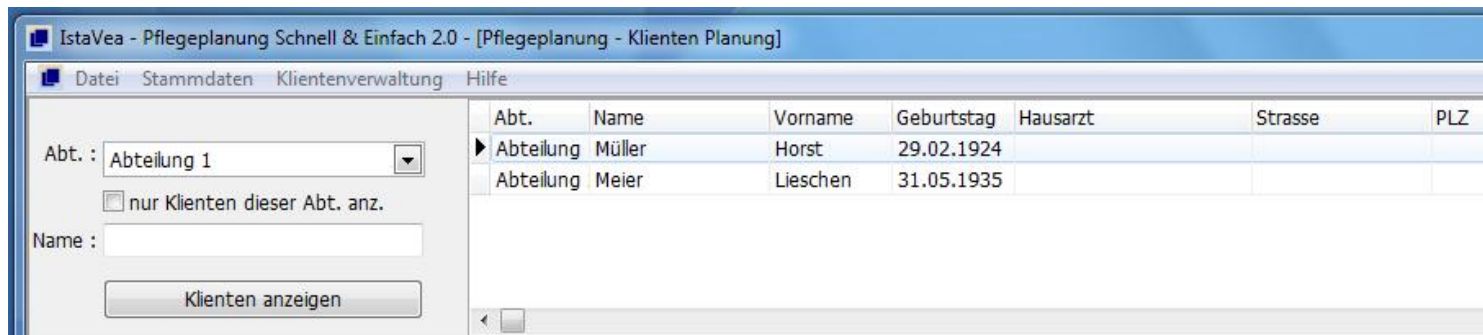 IstaVea - Pflegeplanung Schnell & Einfach 2.0 - [Pflegeplanung - Klienten Planung]
Datei Stammdaten Klientenverwaltung Hilfe
Abt. : Abteilung 1
nur Klienten dieser Abt. anz.
Name :
Klienten anzeigen
Abt. Name Vorname Geburtstag Hausarzt Strasse PLZ
Abteilung Müller Horst 29.02.1924
Abteilung Meier Lieschen 31.05.1935